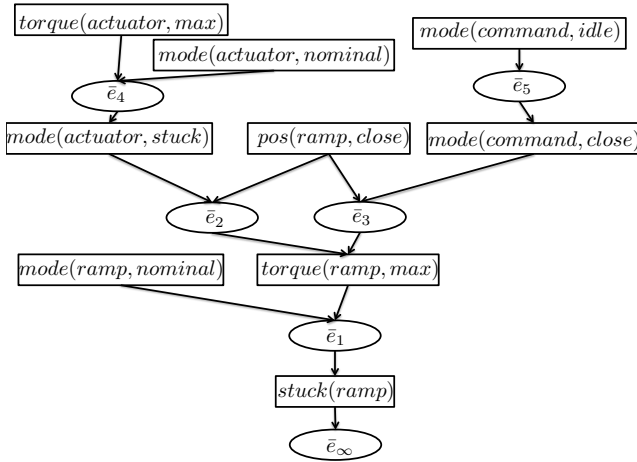 torque(actuator, max)
mode(actuator, nominal)
mode(command, idle)
ē₄
ē₅
mode(actuator, stuck)
pos(ramp, close)
mode(command, close)
ē₂
ē₃
mode(ramp, nominal)
torque(ramp, max)
ē₁
stuck(ramp)
ē∞